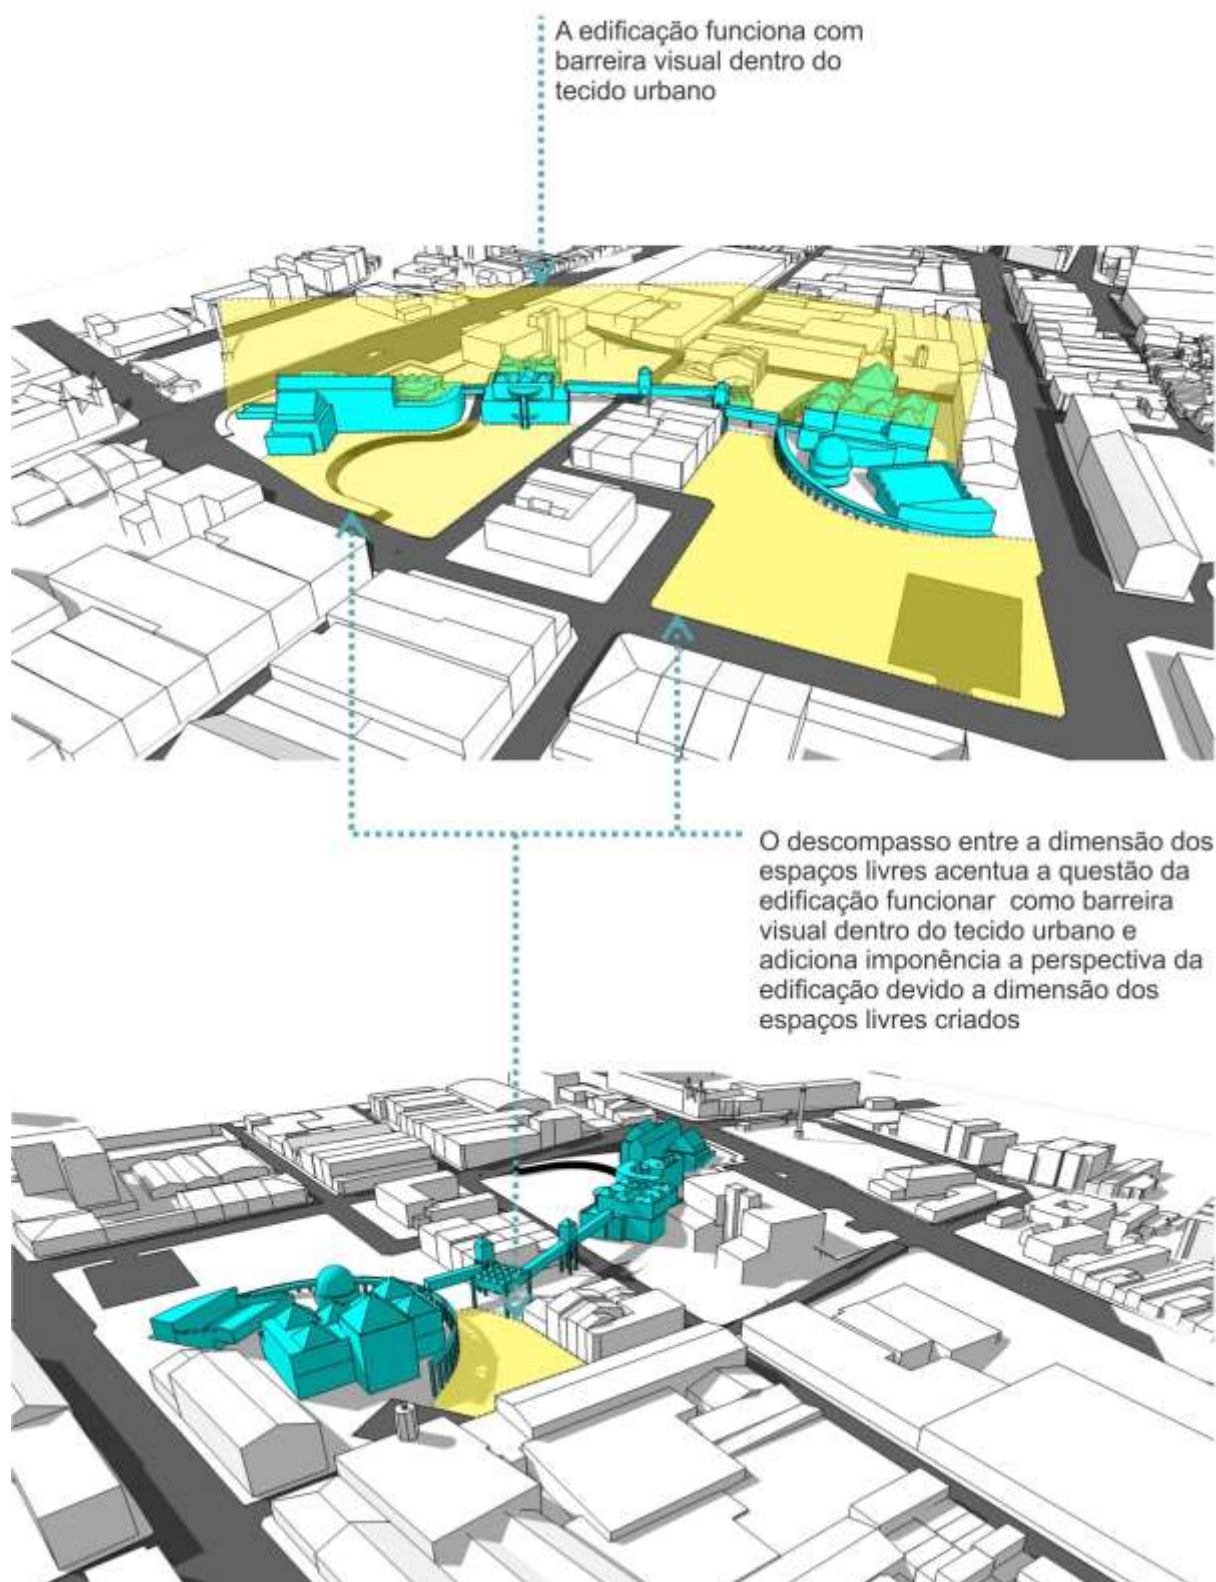 A edificação funciona com
barreira visual dentro do
tecido urbano
O descompasso entre a dimensão dos
espaços livres acentua a questão da
edificação funcionar  como barreira
visual dentro do tecido urbano e
adiciona imponência a perspectiva da
edificação devido a dimensão dos
espaços livres criados